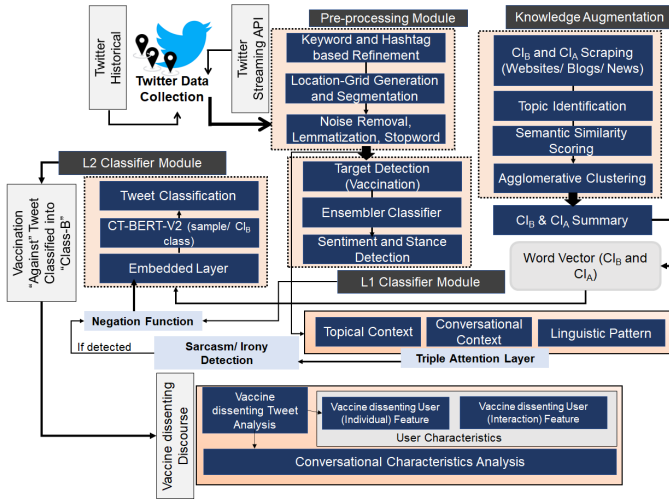 Pre-processing Module
Knowledge Augmentation
Twitter
Historical
Twitter Data
Collection
Twitter
Streaming API
Keyword and Hashtag
based Refinement
Location-Grid Generation
and Segmentation
Noise Removal,
Lemmatization, Stopword
CIB and CIA Scraping
(Websites/ Blogs/ News)
Topic Identification
Semantic Similarity
Scoring
Agglomerative Clustering
CIB & CIA Summary
Word Vector (CIB and
CIA)
L2 Classifier Module
Tweet Classification
CT-BERT-V2 (sample/ CIB
class)
Embedded Layer
Target Detection
(Vaccination)
Ensembler Classifier
Sentiment and Stance
Detection
L1 Classifier Module
Vaccination
"Against" Tweet
Classified into
"Class-B"
Negation Function
If detected
Sarcasm/ Irony
Detection
Topical Context
Conversational
Context
Linguistic Pattern
Triple Attention Layer
Vaccine dissenting
Discourse
Vaccine
dissenting Tweet
Analysis
Vaccine dissenting User
(Individual) Feature
Vaccine dissenting User
(Interaction) Feature
User Characteristics
Conversational Characteristics Analysis